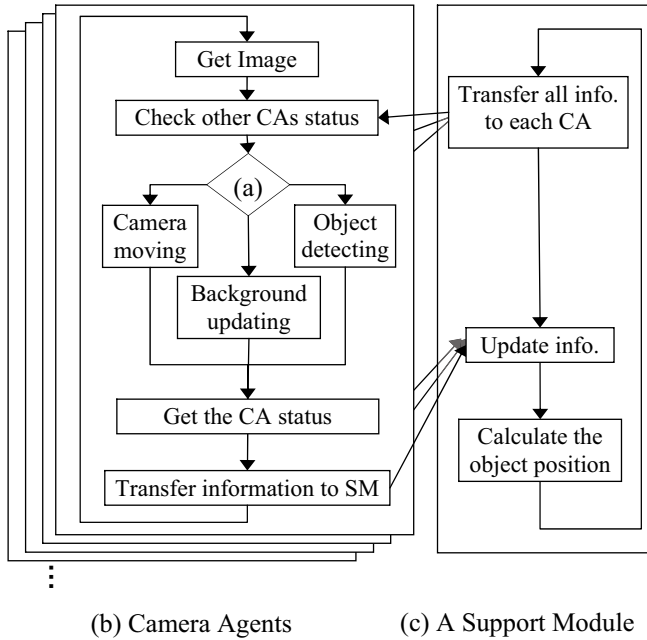 Get Image
Check other CAs status
(a)
Camera
moving
Object
detecting
Background
updating
Get the CA status
Transfer information to SM
Transfer all info.
to each CA
Update info.
Calculate the
object position
(b) Camera Agents
(c) A Support Module